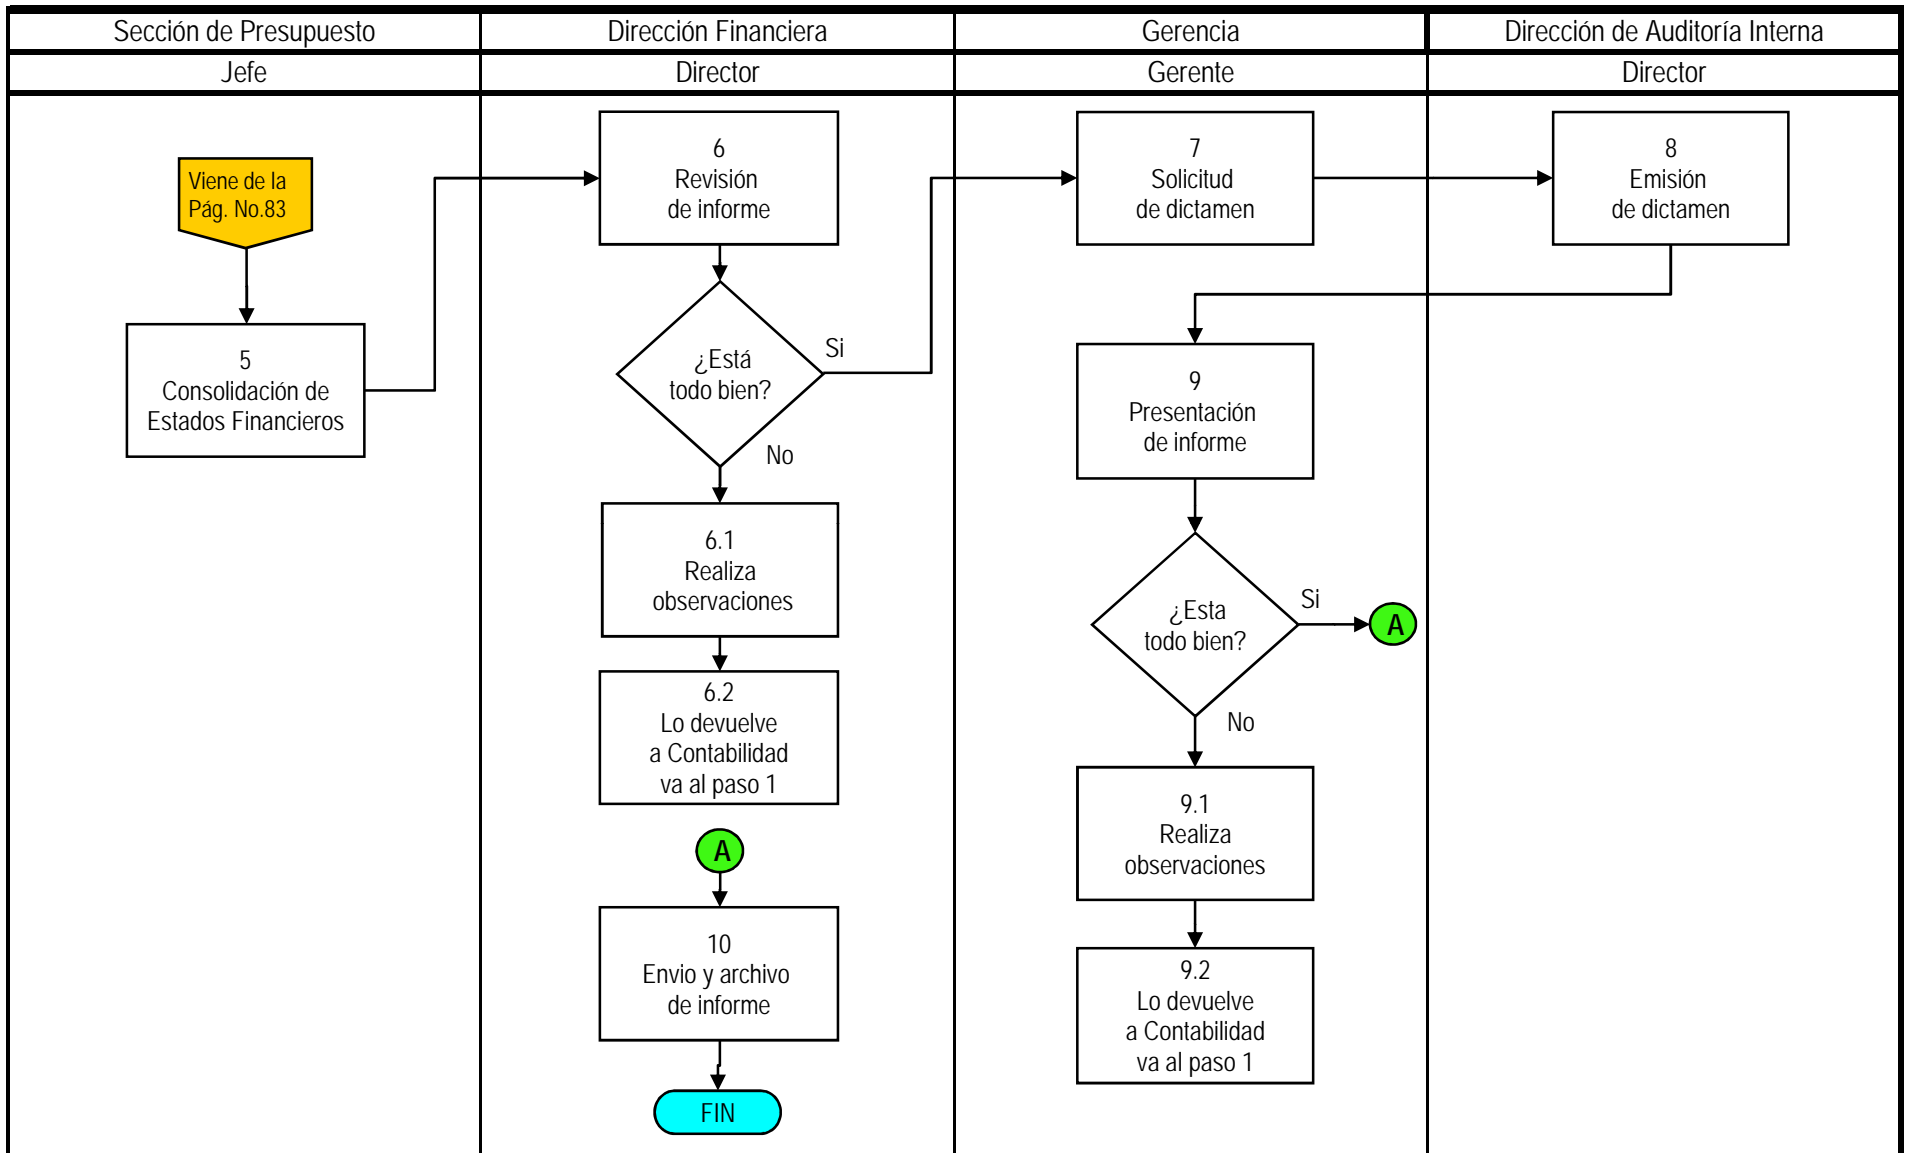 Sección de Presupuesto
Dirección Financiera
Gerencia
Dirección de Auditoría Interna
Jefe
Director
Gerente
Director
Viene de la
Pág. No.83
5
Consolidación de
Estados Financieros
6
Revisión
de informe
¿Está
todo bien?
Si
No
6.1
Realiza
observaciones
6.2
Lo devuelve
a Contabilidad
va al paso 1
A
10
Envio y archivo
de informe
FIN
7
Solicitud
de dictamen
9
Presentación
de informe
¿Esta
todo bien?
Si
A
No
9.1
Realiza
observaciones
9.2
Lo devuelve
a Contabilidad
va al paso 1
8
Emisión
de dictamen